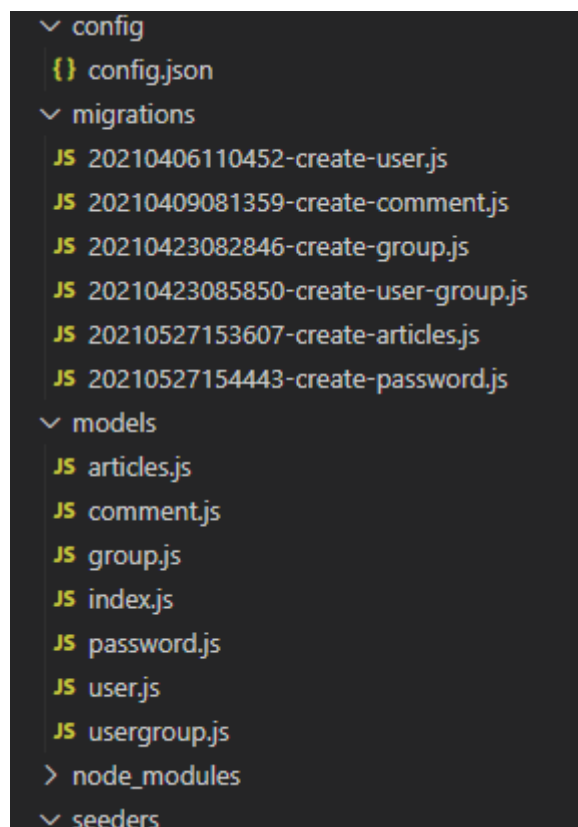 config
{} config.json
migrations
JS 20210406110452-create-user.js
JS 20210409081359-create-comment.js
JS 20210423082846-create-group.js
JS 20210423085850-create-user-group.js
JS 20210527153607-create-articles.js
JS 20210527154443-create-password.js
models
JS articles.js
JS comment.js
JS group.js
JS index.js
JS password.js
JS user.js
JS usergroup.js
node_modules
seeders